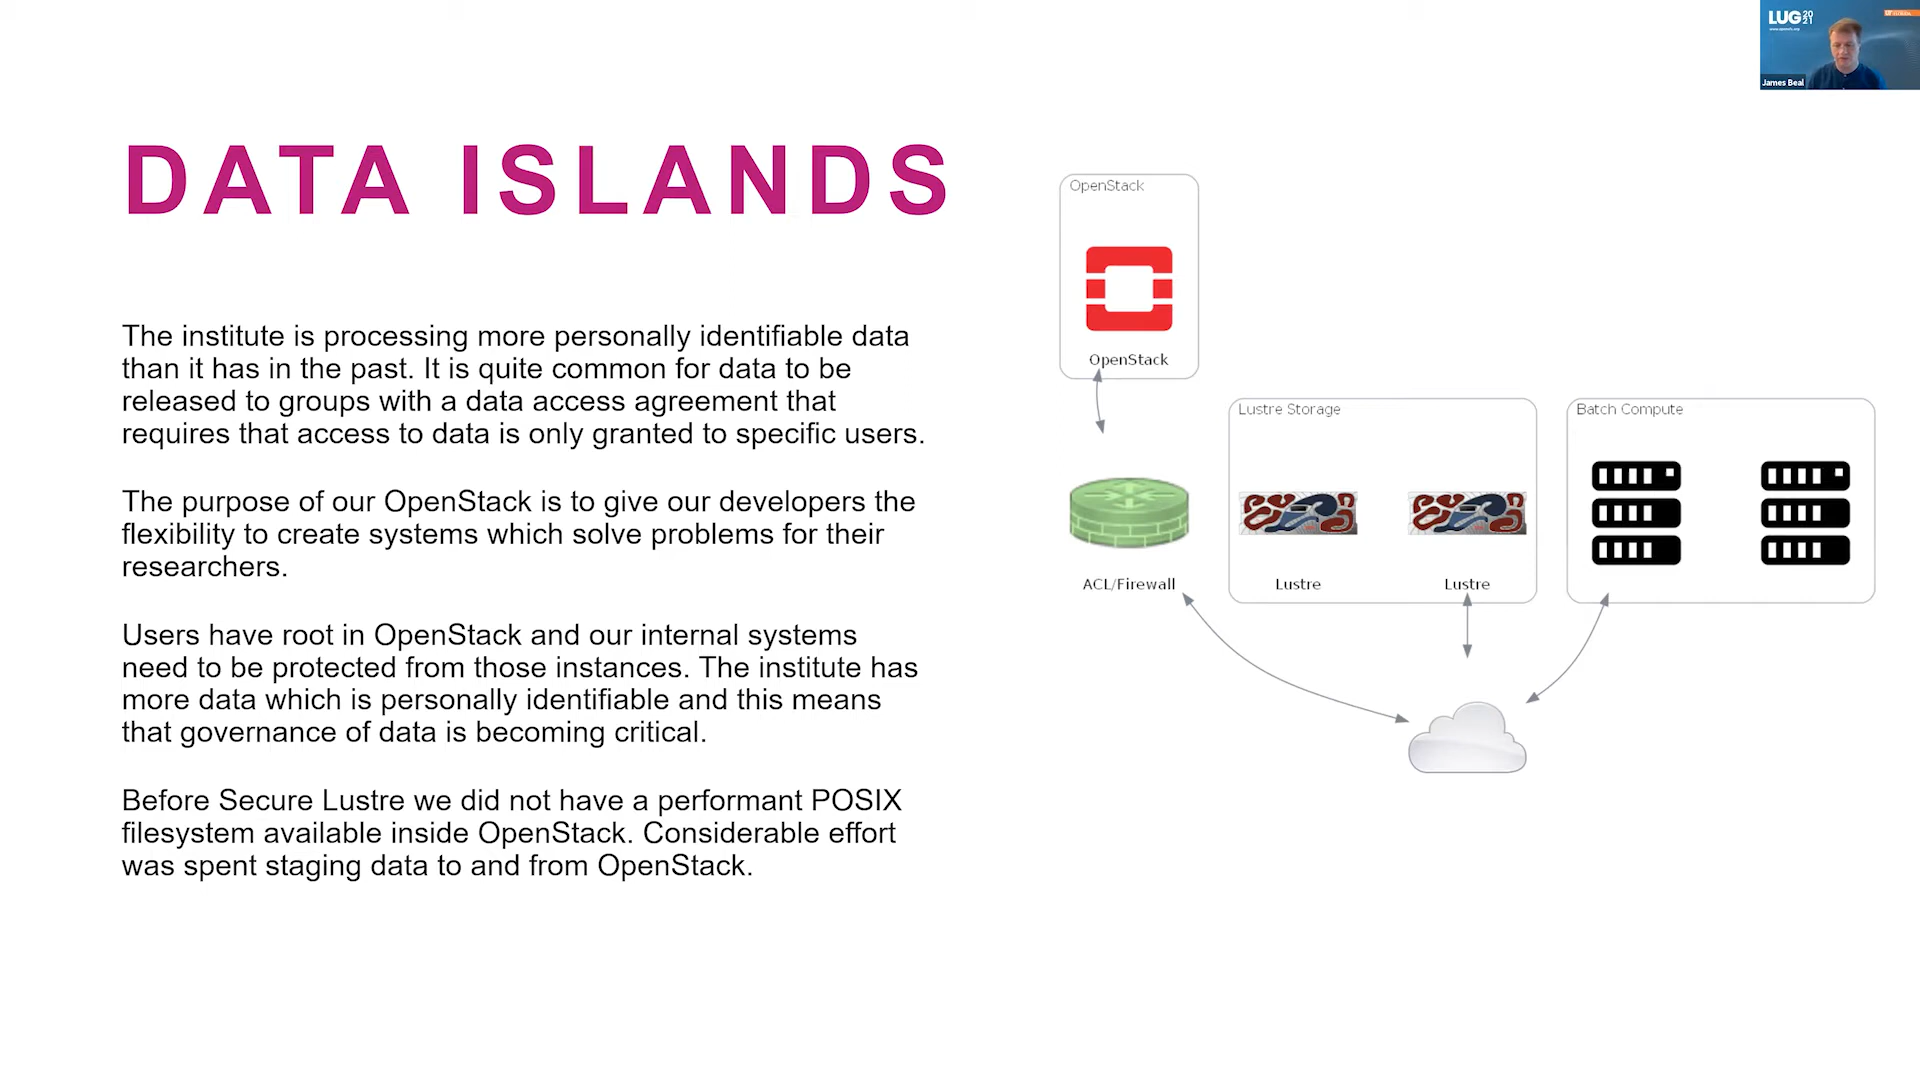 LUG 20
21
James Beal
DATA ISLANDS
The institute is processing more personally identifiable data
than it has in the past. It is quite common for data to be
released to groups with a data access agreement that
requires that access to data is only granted to specific users.
The purpose of our OpenStack is to give our developers the
flexibility to create systems which solve problems for their
researchers.
Users have root in OpenStack and our internal systems
need to be protected from those instances. The institute has
more data which is personally identifiable and this means
that governance of data is becoming critical.
Before Secure Lustre we did not have a performant POSIX
filesystem available inside OpenStack. Considerable effort
was spent staging data to and from OpenStack.
OpenStack
OpenStack
ACL/Firewall
Lustre Storage
Lustre
Lustre
Batch Compute